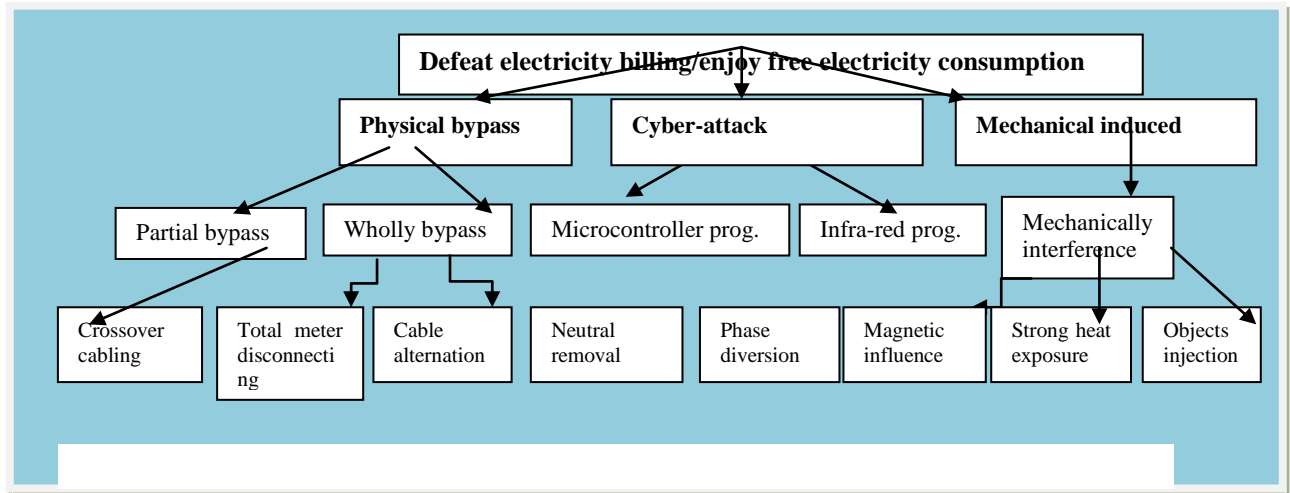 Defeat electricity billing/enjoy free electricity consumption
Physical bypass
Cyber-attack
Mechanical induced
Partial bypass
Wholly bypass
Microcontroller prog.
Infra-red prog.
Mechanically
interference
Crossover
cabling
Total meter
disconnecti
ng
Cable
alternation
Neutral
removal
Phase
diversion
Magnetic
influence
Strong heat
exposure
Objects
injection